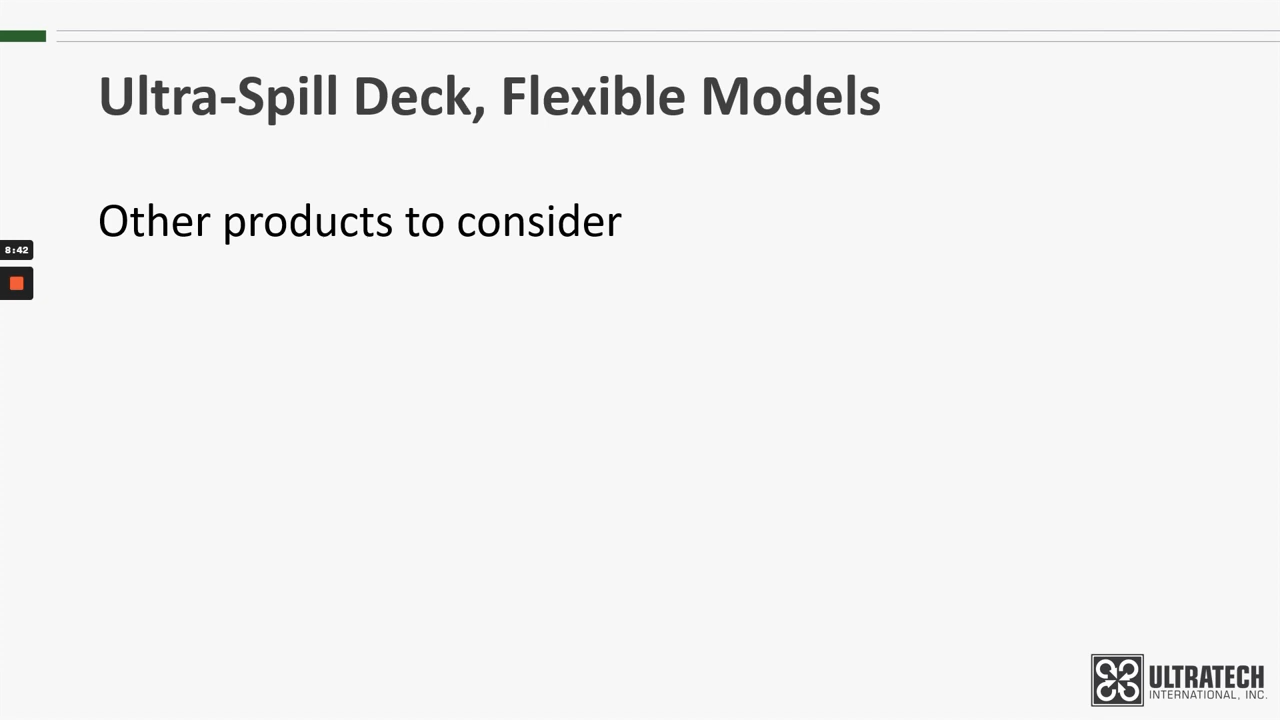 Ultra-Spill Deck, Flexible Models
Other products to consider
8:42
ULTRATECH
INTERNATIONAL, INC.